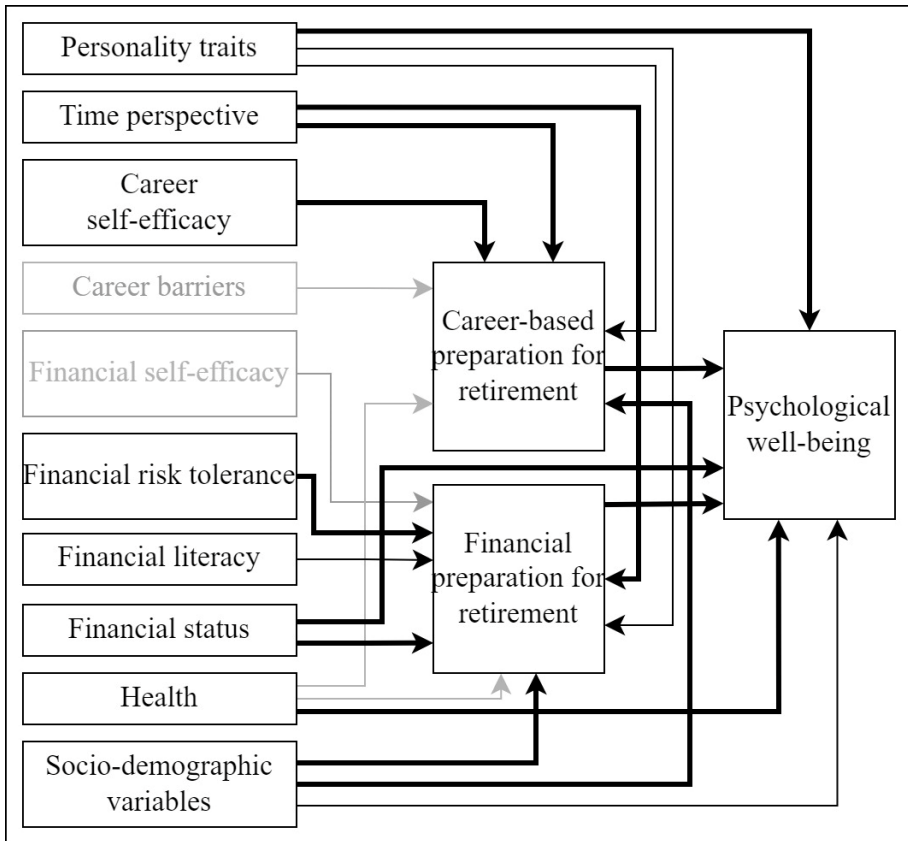 Personality traits
Time perspective
Career
self-efficacy
Career barriers
Financial self-efficacy
Financial risk tolerance
Financial literacy
Financial status
Health
Socio-demographic
variables
Career-based
preparation for
retirement
Financial
preparation for
retirement
Psychological
well-being